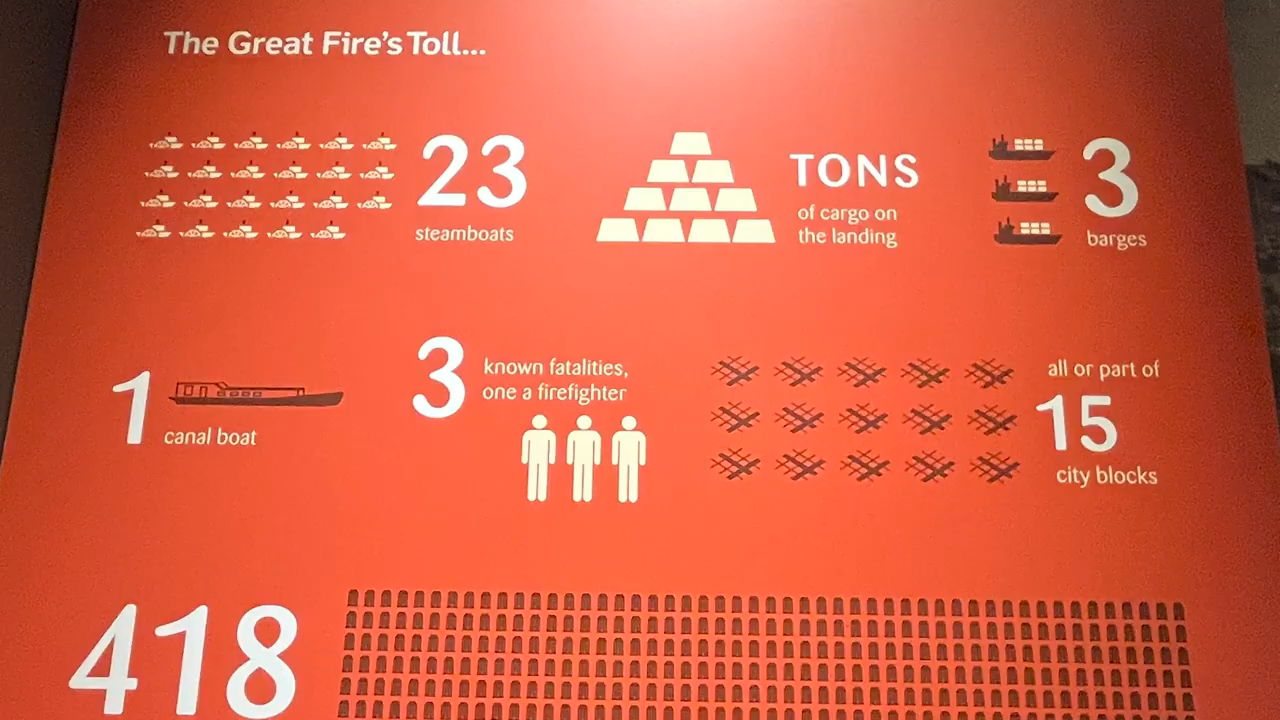 The Great Fire's Toll...
23
steamboats
TONS
of cargo on
the landing
3
barges
1
canal boat
3
known fatalities,
one a firefighter
all or part of
15
city blocks
418